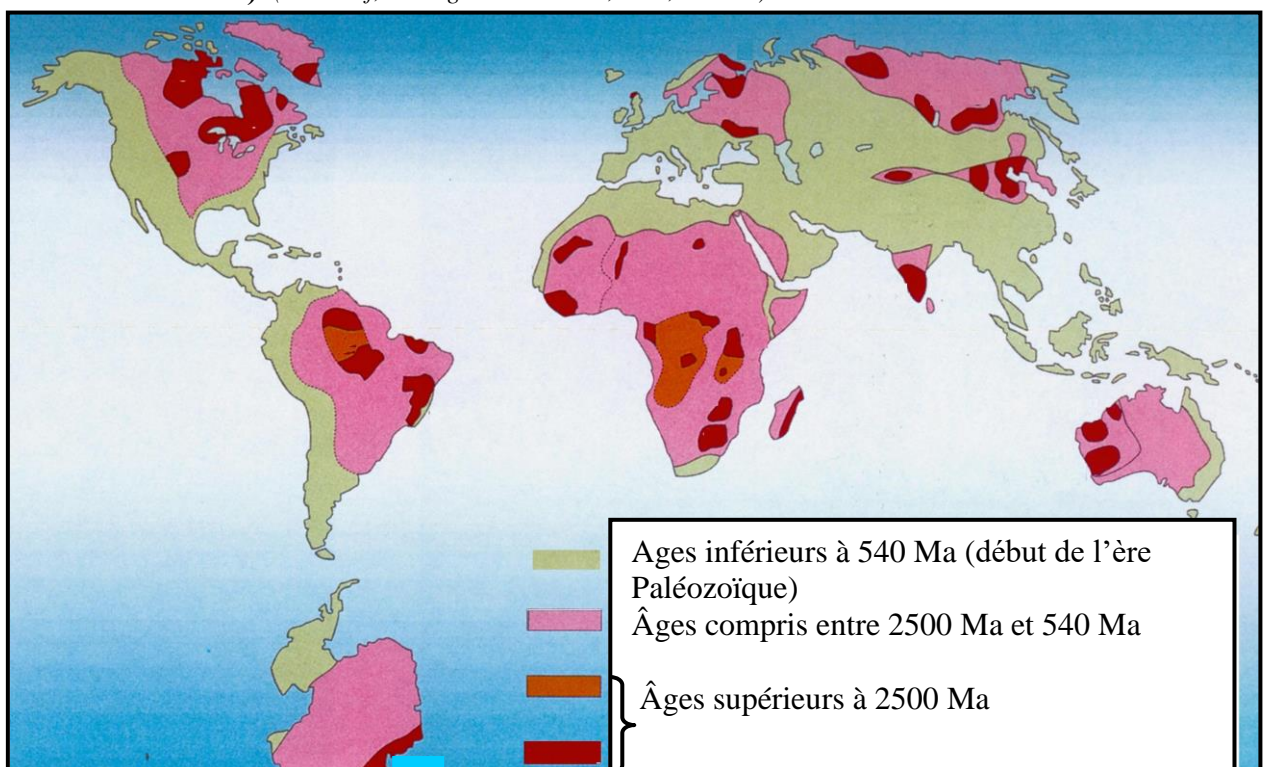 Ages inférieurs à 540 Ma (début de l’ère
Paléozoïque)
Âges compris entre 2500 Ma et 540 Ma
Âges supérieurs à 2500 Ma